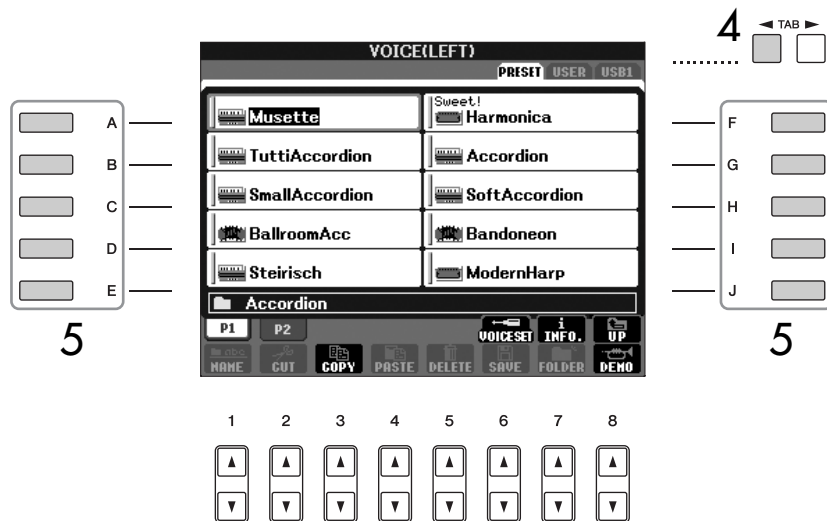 4 ◄ TAB ►
VOICE(LEFT)
PRESET USER USB1
A Musette Sweet! Harmonica F
B TuttiAccordion Accordion G
C SmallAccordion SoftAccordion H
D BallroomAcc Bandoneon I
E Steirisch ModernHarp J
Accordion
5 P1 P2 VOICESET i INFO. UP 5
abc NAME CUT COPY PASTE DELETE SAVE FOLDER DEMO
1 2 3 4 5 6 7 8